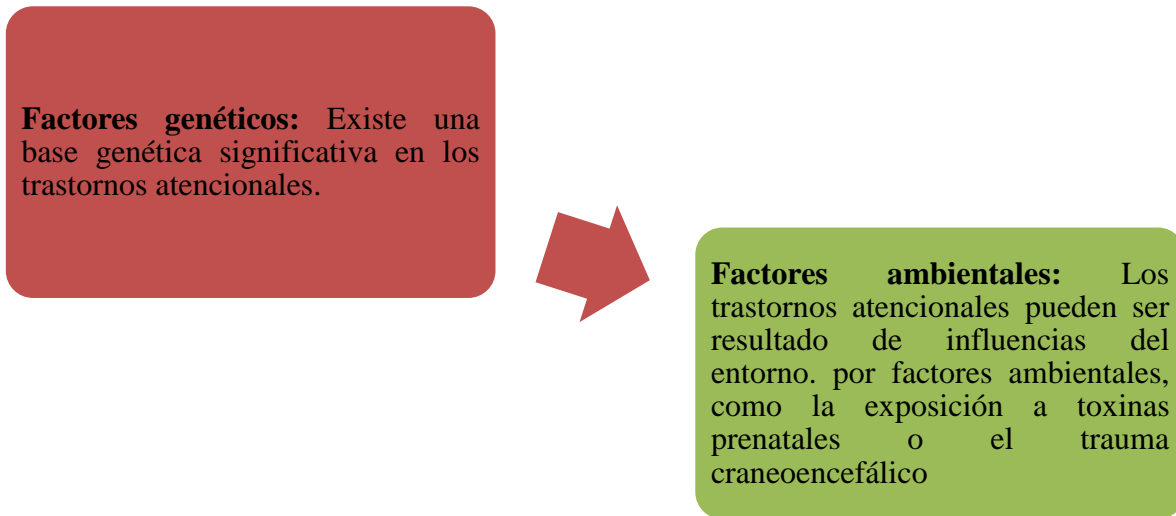 Factores genéticos: Existe una
base genética significativa en los
trastornos atencionales.
Factores ambientales: Los
trastornos atencionales pueden ser
resultado de influencias del
entorno. por factores ambientales,
como la exposición a toxinas
prenatales o el trauma
craneoencefálico